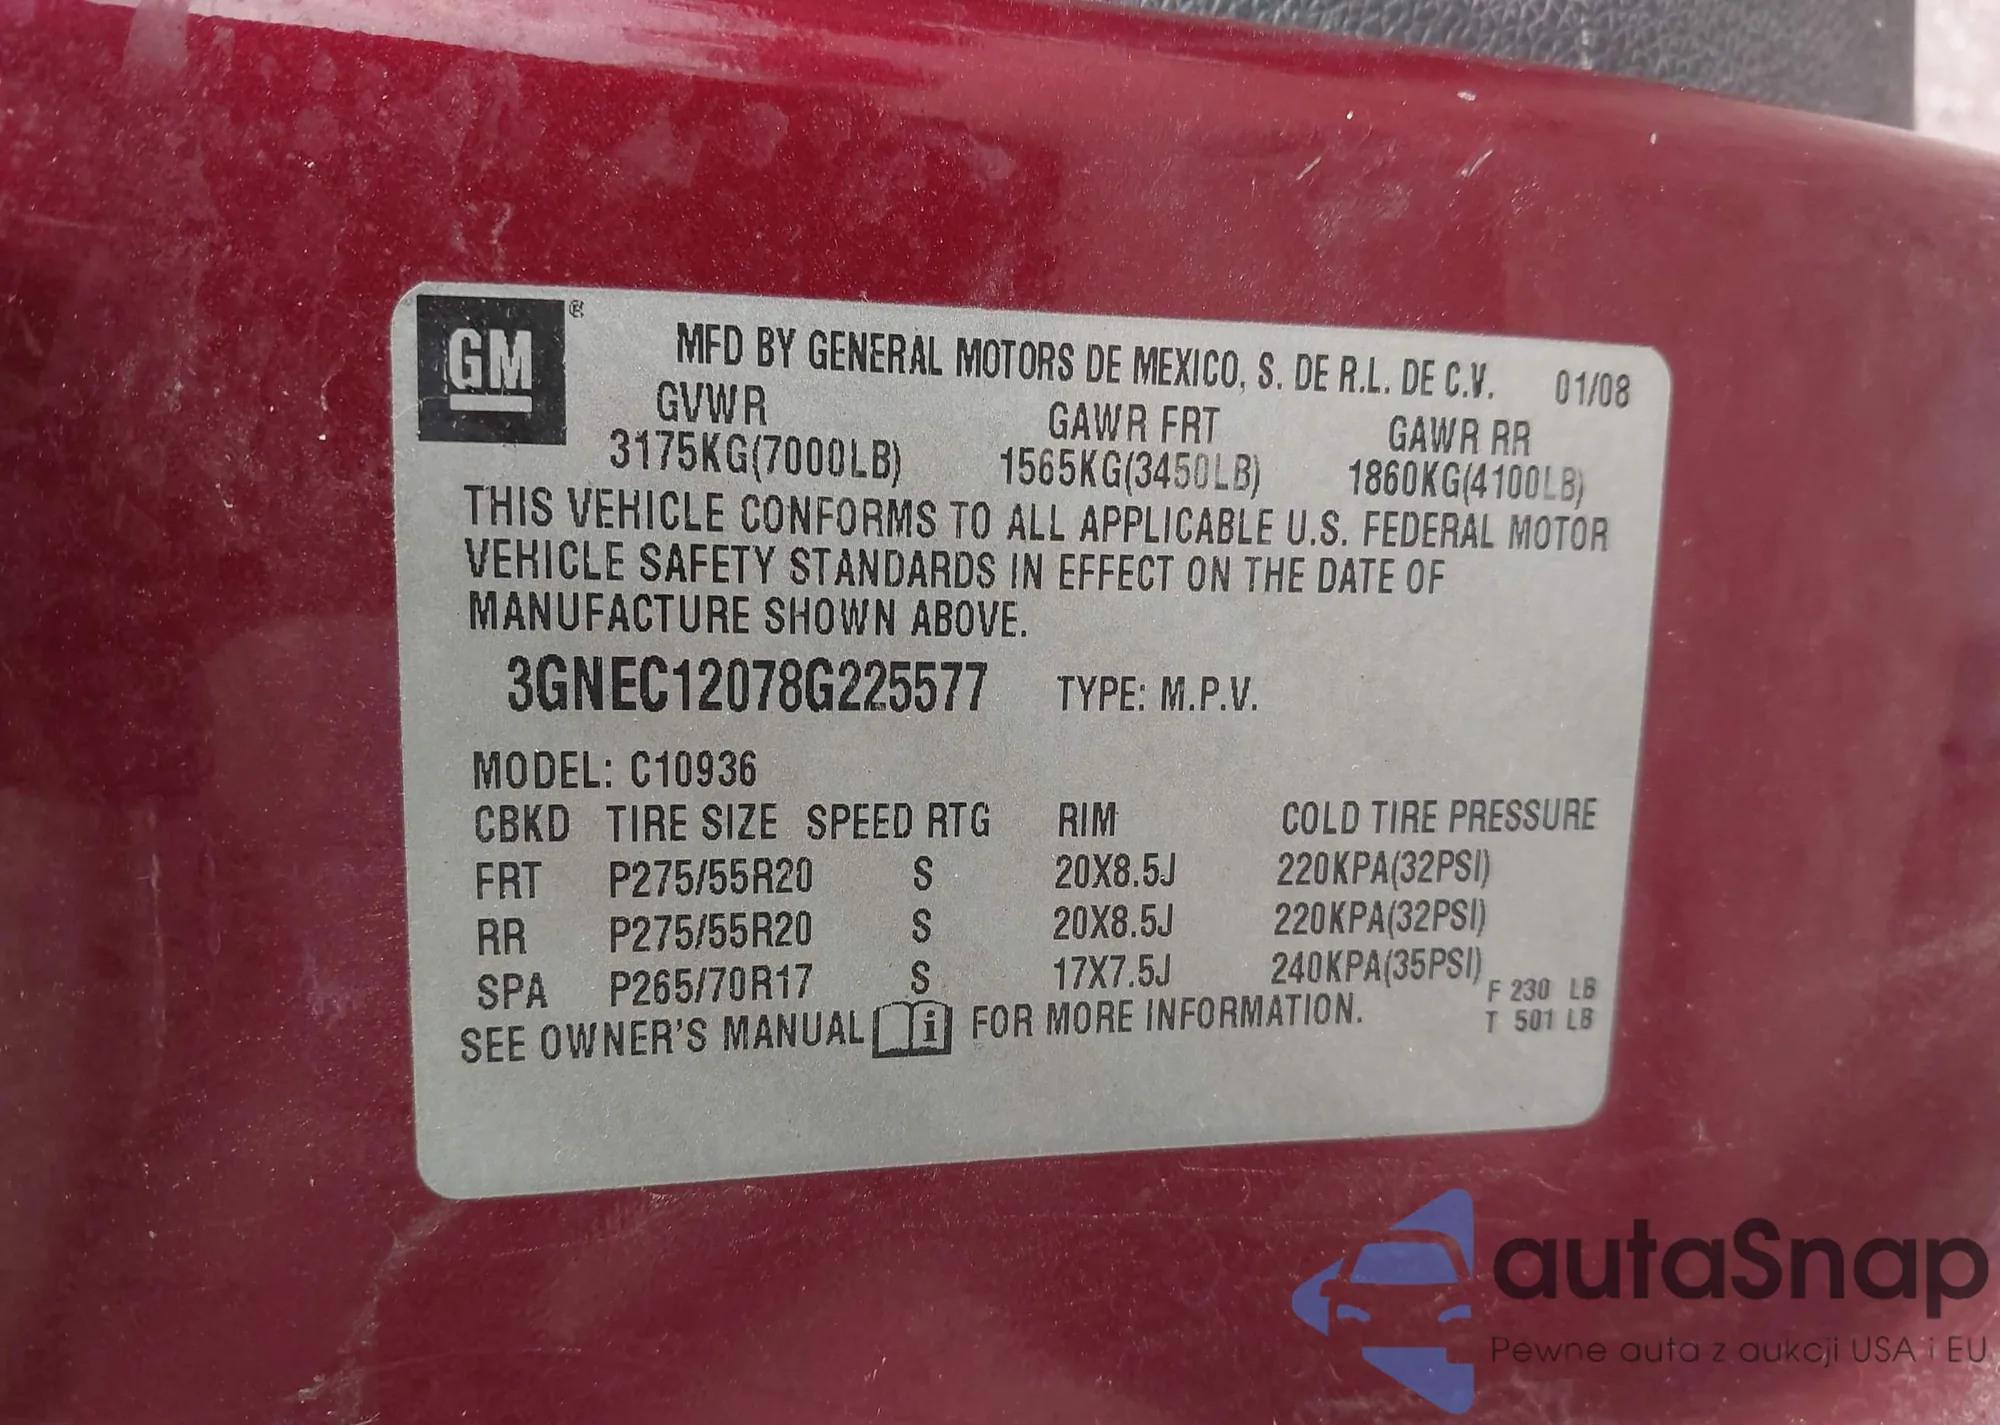 GM ®
MFD BY GENERAL MOTORS DE MEXICO, S. DE R.L. DE C.V. 01/08
GVWR GAWR FRT GAWR RR
3175KG(7000LB) 1565KG(3450LB) 1860KG(4100LB)
THIS VEHICLE CONFORMS TO ALL APPLICABLE U.S. FEDERAL MOTOR
VEHICLE SAFETY STANDARDS IN EFFECT ON THE DATE OF
MANUFACTURE SHOWN ABOVE.
3GNEC12078G225577 TYPE: M.P.V.
MODEL: C10936
CBKD TIRE SIZE SPEED RTG RIM COLD TIRE PRESSURE
FRT P275/55R20 S 20X8.5J 220KPA(32PSI)
RR P275/55R20 S 20X8.5J 220KPA(32PSI)
SPA P265/70R17 S 17X7.5J 240KPA(35PSI) F 230 LB
SEE OWNER'S MANUAL i FOR MORE INFORMATION. T 501 LB
autaSnap
Pewne auta z aukcji USA i EU